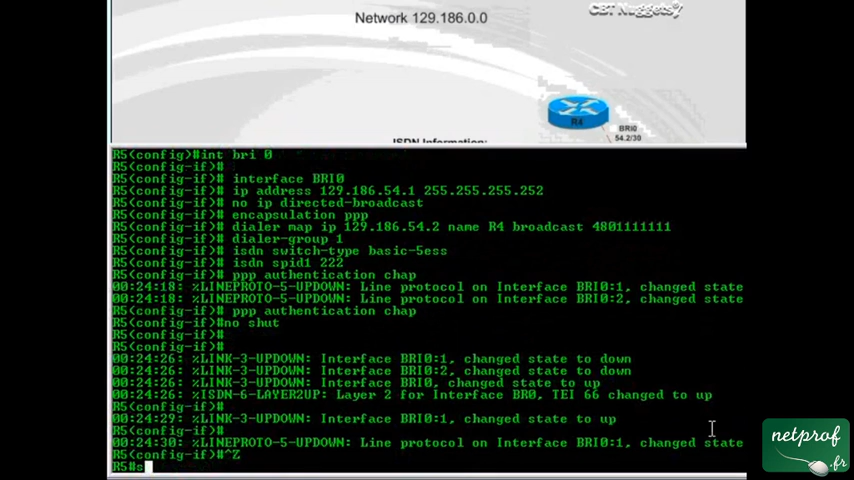 CBT Nuggets
Network 129.186.0.0
R4
BRI0
54.2/30
ISDN Information:
R5(config)#int bri 0
R5(config-if)#
R5(config-if)# interface BRI0
R5(config-if)# ip address 129.186.54.1 255.255.255.252
R5(config-if)# no ip directed-broadcast
R5(config-if)# encapsulation ppp
R5(config-if)# dialer map ip 129.186.54.2 name R4 broadcast 4801111111
R5(config-if)# dialer-group 1
R5(config-if)# isdn switch-type basic-5ess
R5(config-if)# isdn spid1 222
R5(config-if)# ppp authentication chap
00:24:18: %LINEPROTO-5-UPDOWN: Line protocol on Interface BRI0:1, changed state
00:24:18: %LINEPROTO-5-UPDOWN: Line protocol on Interface BRI0:2, changed state
R5(config-if)# ppp authentication chap
R5(config-if)#no shut
R5(config-if)#
R5(config-if)#
00:24:26: %LINK-3-UPDOWN: Interface BRI0:1, changed state to down
00:24:26: %LINK-3-UPDOWN: Interface BRI0:2, changed state to down
00:24:26: %LINK-3-UPDOWN: Interface BRI0, changed state to up
00:24:26: %ISDN-6-LAYER2UP: Layer 2 for Interface BR0, TEI 66 changed to up
R5(config-if)#
00:24:29: %LINK-3-UPDOWN: Interface BRI0:1, changed state to up
R5(config-if)#
00:24:30: %LINEPROTO-5-UPDOWN: Line protocol on Interface BRI0:1, changed state
R5(config-if)#^Z
R5#s
netprof
.fr